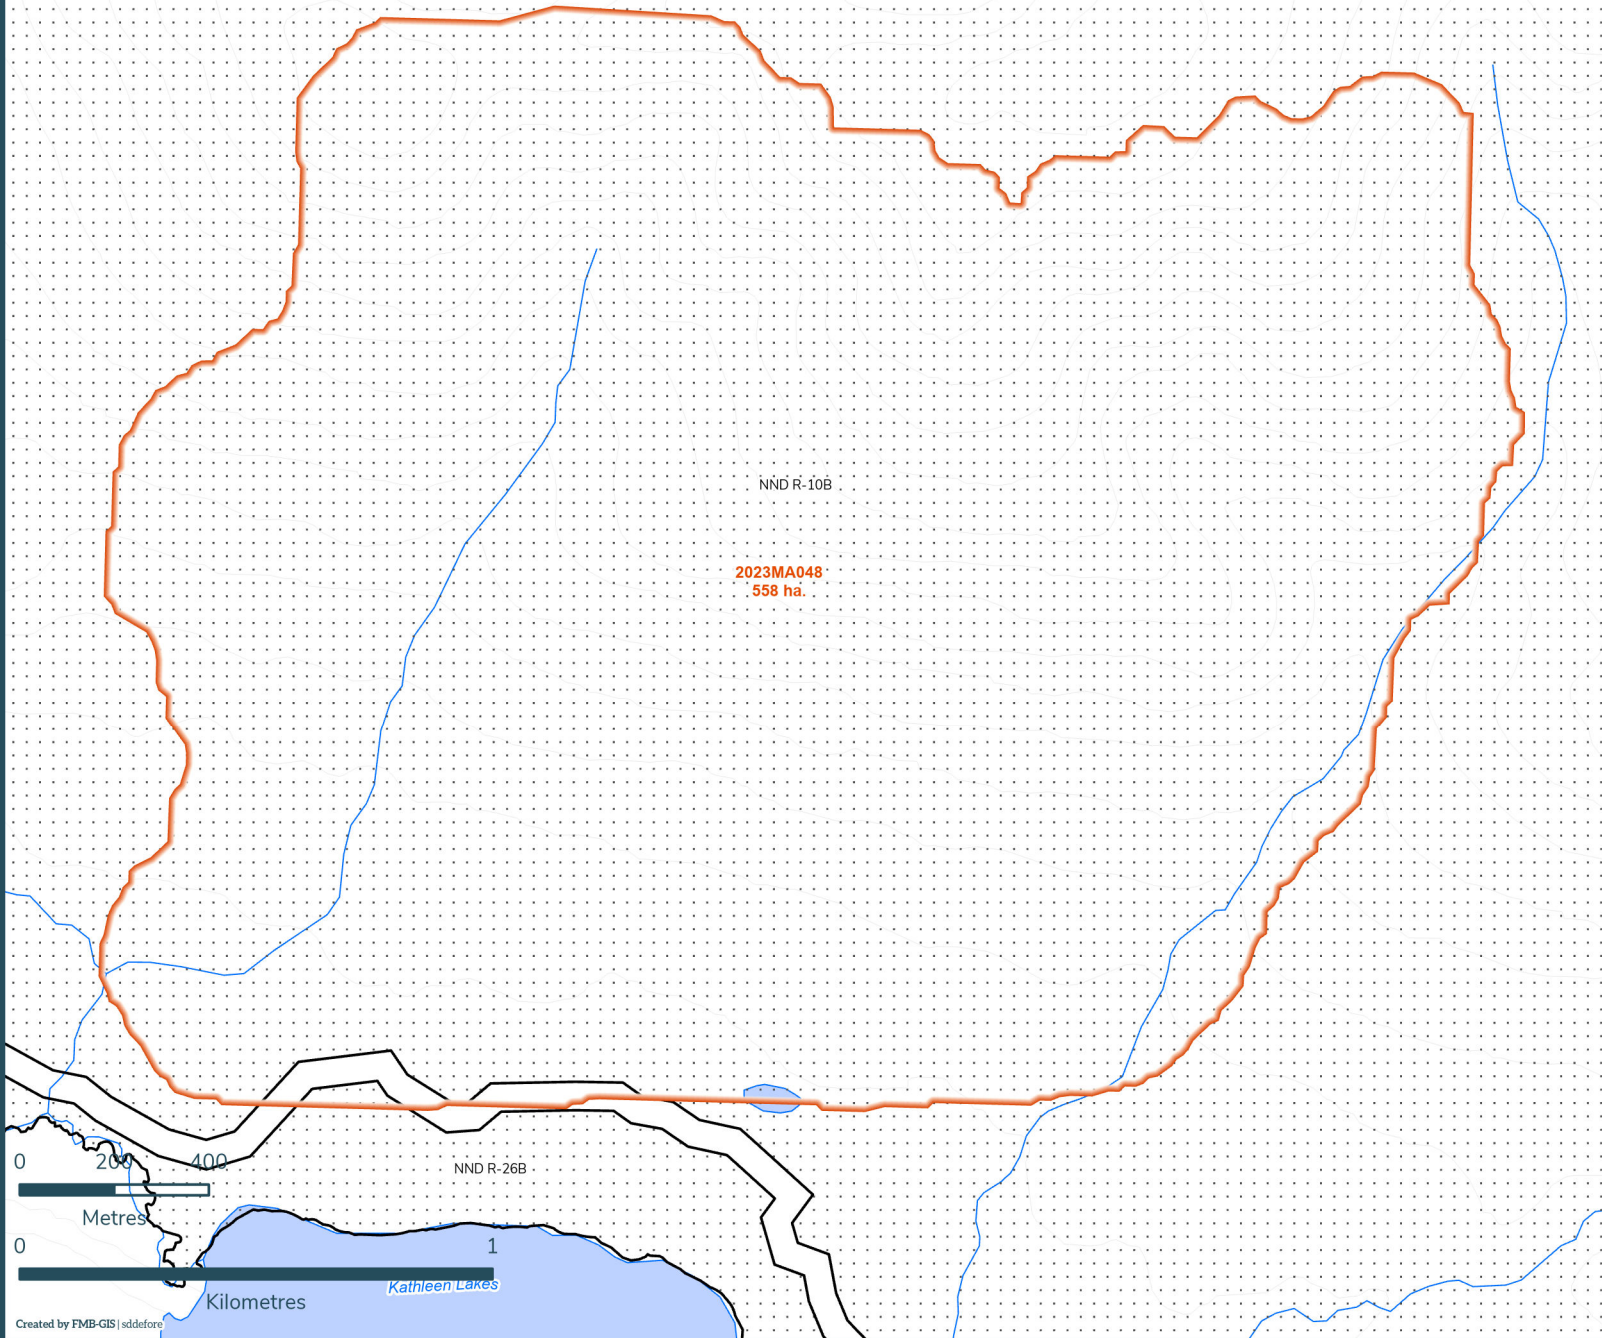 NND R-10B
2023MA048
558 ha.
NND R-26B
0 200 400
Metres
0 1
Kathleen Lakes
Kilometres
Created by FMB-GIS | sddefore